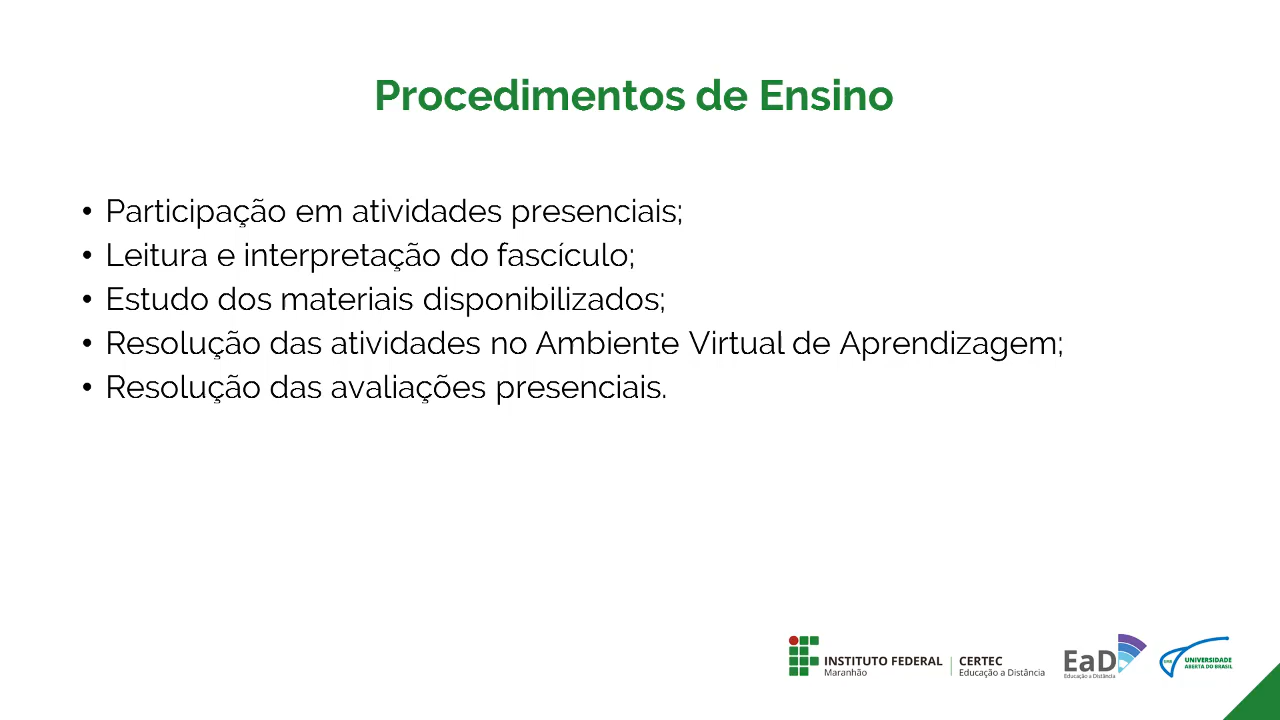 Procedimentos de Ensino
• Participação em atividades presenciais;
• Leitura e interpretação do fascículo;
• Estudo dos materiais disponibilizados;
• Resolução das atividades no Ambiente Virtual de Aprendizagem;
• Resolução das avaliações presenciais.
INSTITUTO FEDERAL
Maranhão
CERTEC
Educação a Distância
EaD
Educação a Distância
UAB
UNIVERSIDADE
ABERTA DO BRASIL